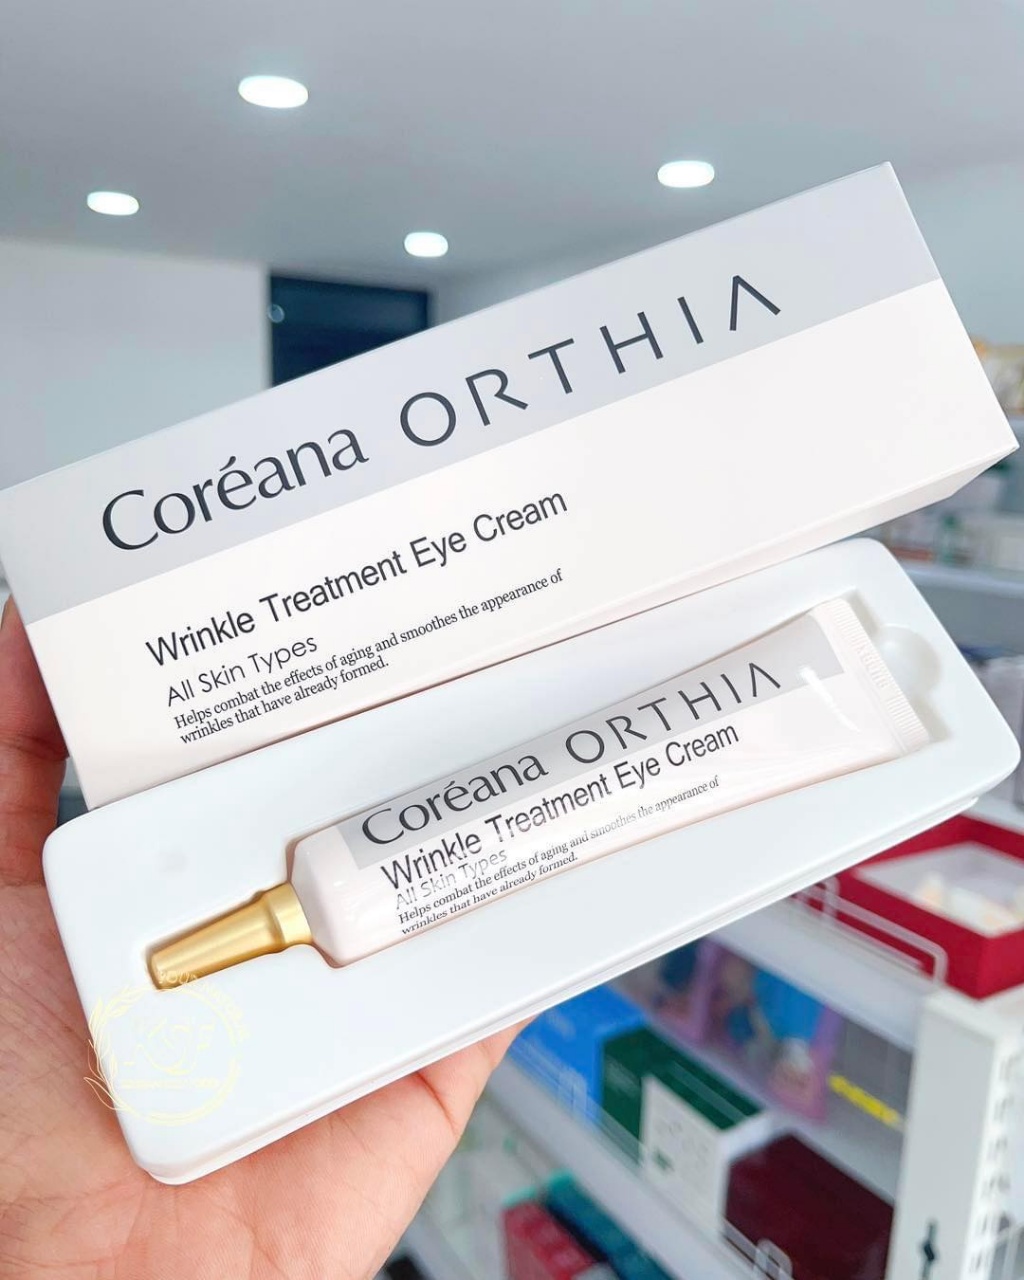 Coréana ORTHIA
Wrinkle Treatment Eye Cream
All Skin Types
Helps combat the effects of aging and smoothes the appearance of
wrinkles that have already formed.
Coréana ORTHIA
Wrinkle Treatment Eye Cream
All Skin Types
Helps combat the effects of aging and smoothes the appearance of
wrinkles that have already formed.